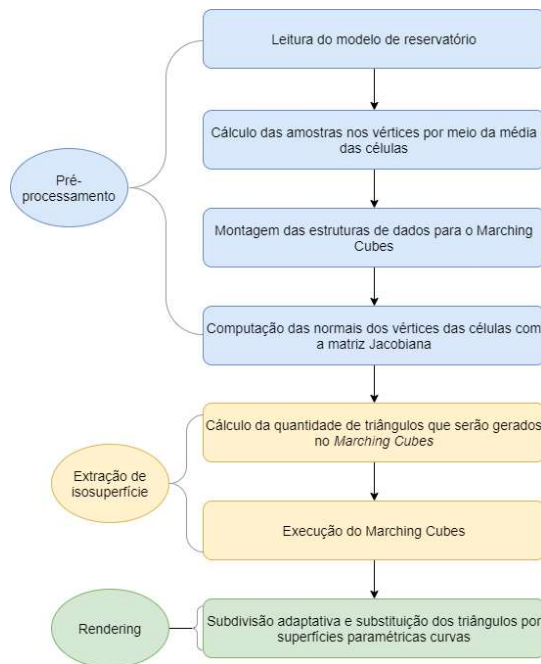 Leitura do modelo de reservatório
Cálculo das amostras nos vértices por meio da média
das células
Pré-
processamento
Montagem das estruturas de dados para o Marching
Cubes
Computação das normais dos vértices das células com
a matriz Jacobiana
Cálculo da quantidade de triângulos que serão gerados
no Marching Cubes
Extração de
isosuperfície
Execução do Marching Cubes
Rendering
Subdivisão adaptativa e substituição dos triângulos por
superfícies paramétricas curvas